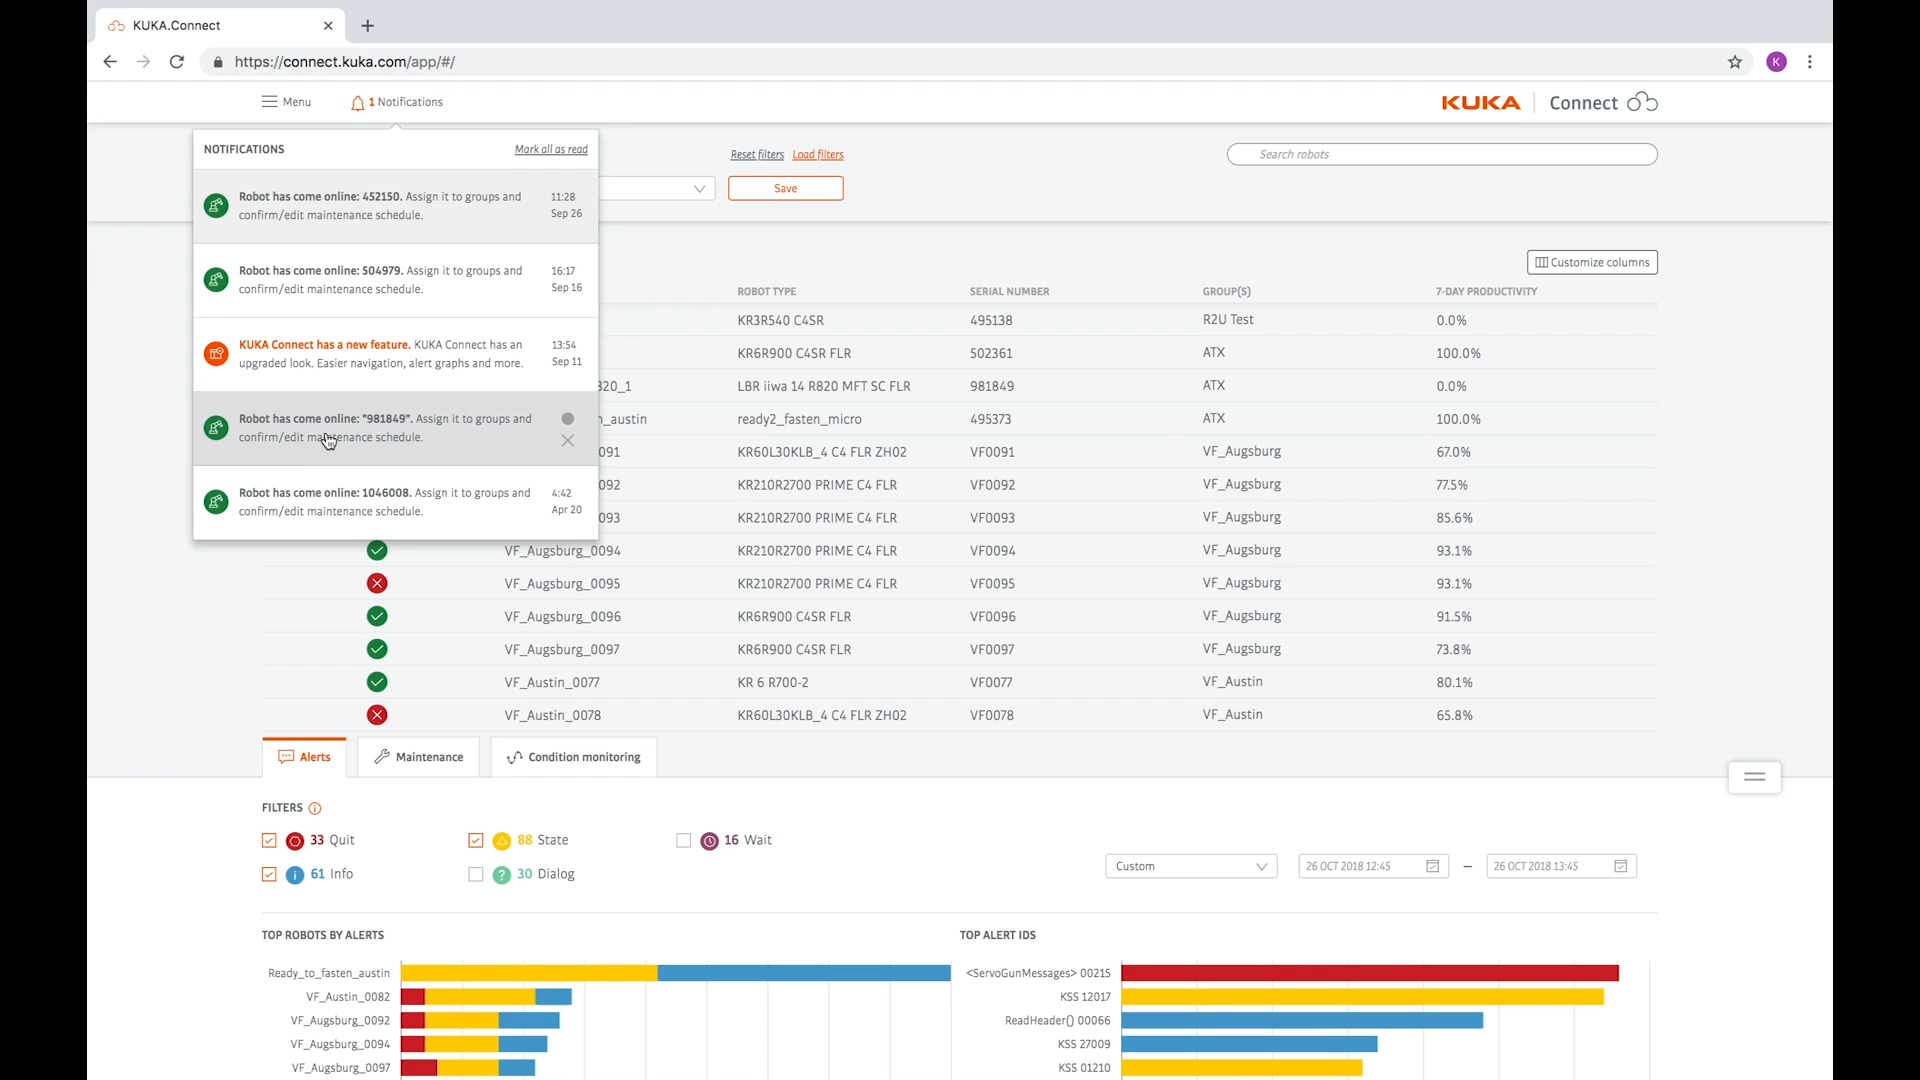 KUKA.Connect
https://connect.kuka.com/app/#/
K
Menu
1 Notifications
KUKA
Connect
NOTIFICATIONS
Mark all as read
Robot has come online: 452150. Assign it to groups and
confirm/edit maintenance schedule.
11:28
Sep 26
Robot has come online: 504979. Assign it to groups and
confirm/edit maintenance schedule.
16:17
Sep 16
KUKA Connect has a new feature. KUKA Connect has an
upgraded look. Easier navigation, alert graphs and more.
13:54
Sep 11
Robot has come online: "981849". Assign it to groups and
confirm/edit maintenance schedule.
Robot has come online: 1046008. Assign it to groups and
confirm/edit maintenance schedule.
4:42
Apr 20
Reset filters
Load filters
Save
Search robots
Customize columns
ROBOT TYPE SERIAL NUMBER GROUP(S) 7-DAY PRODUCTIVITY
KR3R540 C4SR 495138 R2U Test 0.0%
KR6R900 C4SR FLR 502361 ATX 100.0%
820_1 LBR iiwa 14 R820 MFT SC FLR 981849 ATX 0.0%
n_austin ready2_fasten_micro 495373 ATX 100.0%
091 KR60L30KLB_4 C4 FLR ZH02 VF0091 VF_Augsburg 67.0%
092 KR210R2700 PRIME C4 FLR VF0092 VF_Augsburg 77.5%
093 KR210R2700 PRIME C4 FLR VF0093 VF_Augsburg 85.6%
VF_Augsburg_0094 KR210R2700 PRIME C4 FLR VF0094 VF_Augsburg 93.1%
VF_Augsburg_0095 KR210R2700 PRIME C4 FLR VF0095 VF_Augsburg 93.1%
VF_Augsburg_0096 KR6R900 C4SR FLR VF0096 VF_Augsburg 91.5%
VF_Augsburg_0097 KR6R900 C4SR FLR VF0097 VF_Augsburg 73.8%
VF_Austin_0077 KR 6 R700-2 VF0077 VF_Austin 80.1%
VF_Austin_0078 KR60L30KLB_4 C4 FLR ZH02 VF0078 VF_Austin 65.8%
Alerts
Maintenance
Condition monitoring
FILTERS
33 Quit
88 State
16 Wait
61 Info
30 Dialog
Custom
26 OCT 2018 12:45 – 26 OCT 2018 13:45
TOP ROBOTS BY ALERTS
Ready_to_fasten_austin
VF_Austin_0082
VF_Augsburg_0092
VF_Augsburg_0094
VF_Augsburg_0097
TOP ALERT IDS
<ServoGunMessages> 00215
KSS 12017
ReadHeader() 00066
KSS 27009
KSS 01210